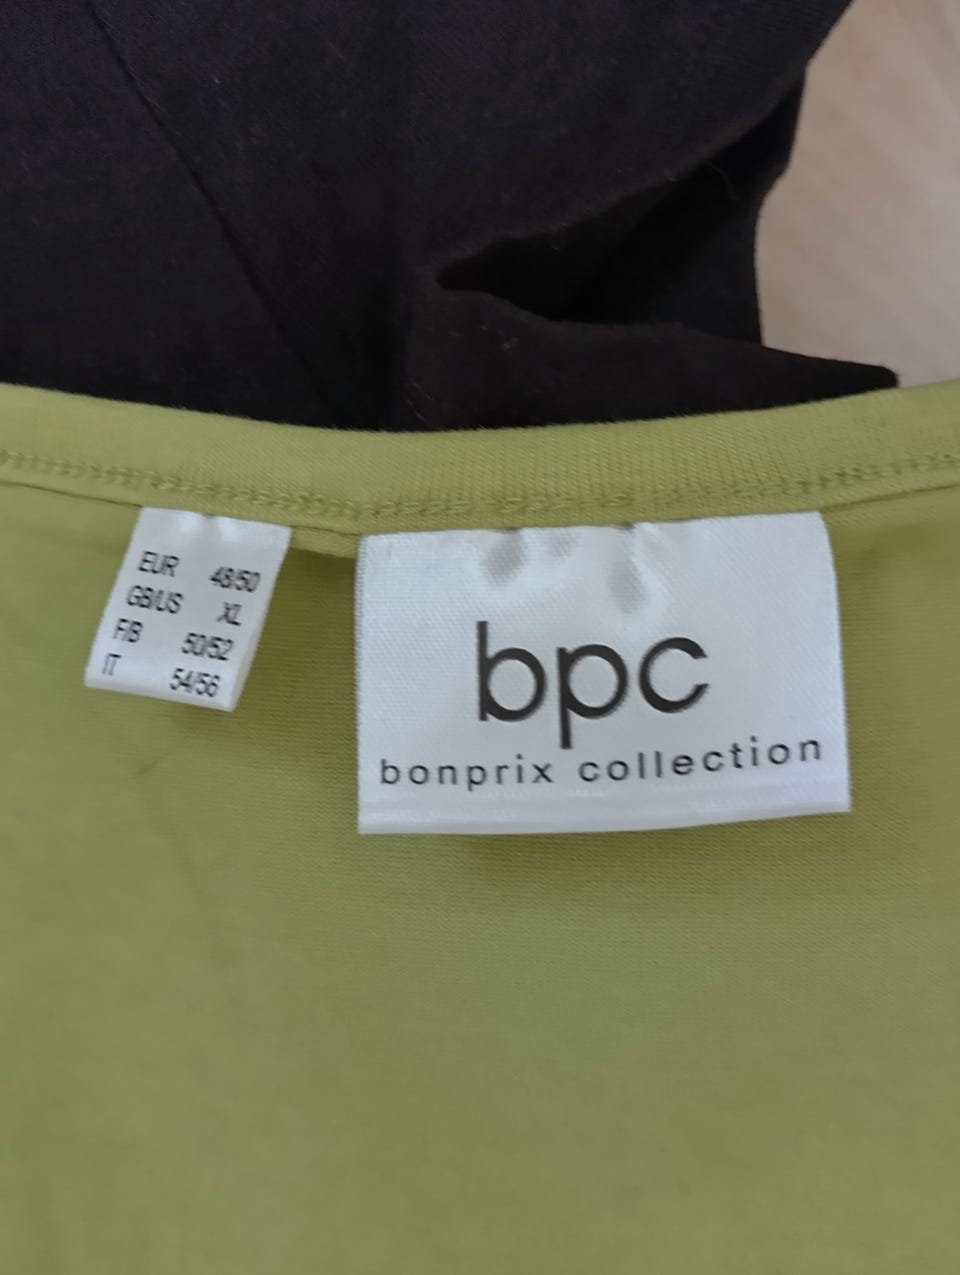 EUR 48/50
GB/US XL
F/B 50/52
IT 54/56
bpc
bonprix collection